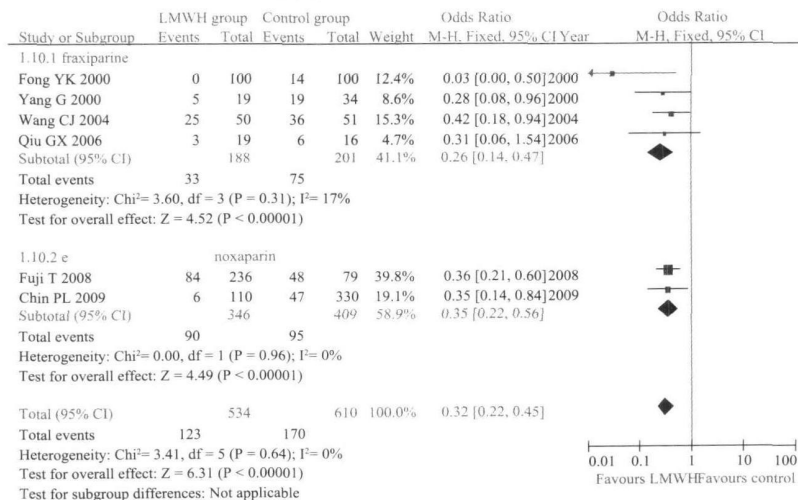 LMWH group Control group Odds Ratio Odds Ratio
Study or Subgroup Events Total Events Total Weight M-H. Fixed, 95% CI Year M-H, Fixed, 95% CI
1.10.1 fraxiparine
Fong YK 2000 0 100 14 100 12.4% 0.03 [0.00, 0.50]2000
Yang G 2000 5 19 19 34 8.6% 0.28 [0.08, 0.96]2000
Wang CJ 2004 25 50 36 51 15.3% 0.42 [0.18, 0.94]2004
Qiu GX 2006 3 19 6 16 4.7% 0.31 [0.06, 1.54]2006
Subtotal (95% CI) 188 201 41.1% 0.26 [0.14, 0.47]
Total events 33 75
Heterogeneity: Chi²= 3.60, df = 3 (P = 0.31); I²= 17%
Test for overall effect: Z = 4.52 (P < 0.00001)
1.10.2 e noxaparin
Fuji T 2008 84 236 48 79 39.8% 0.36 [0.21, 0.60]2008
Chin PL 2009 6 110 47 330 19.1% 0.35 [0.14, 0.84]2009
Subtotal (95% CI) 346 409 58.9% 0.35 [0.22, 0.56]
Total events 90 95
Heterogeneity: Chi²= 0.00, df = 1 (P = 0.96); I²= 0%
Test for overall effect: Z = 4.49 (P < 0.00001)
Total (95% CI) 534 610 100.0% 0.32 [0.22, 0.45]
Total events 123 170
Heterogeneity: Chi²= 3.41, df = 5 (P = 0.64); I²= 0%
Test for overall effect: Z = 6.31 (P < 0.00001)
Test for subgroup differences: Not applicable
0.01 0.1 1 10 100
Favours LMWHFavours control